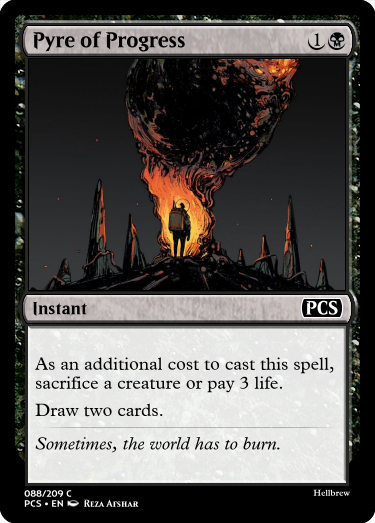 Pyre of Progress 1
Instant PCS
As an additional cost to cast this spell,
sacrifice a creature or pay 3 life.
Draw two cards.
Sometimes, the world has to burn.
088/209 C Hellbrew
PCS • EN Reza Afshar